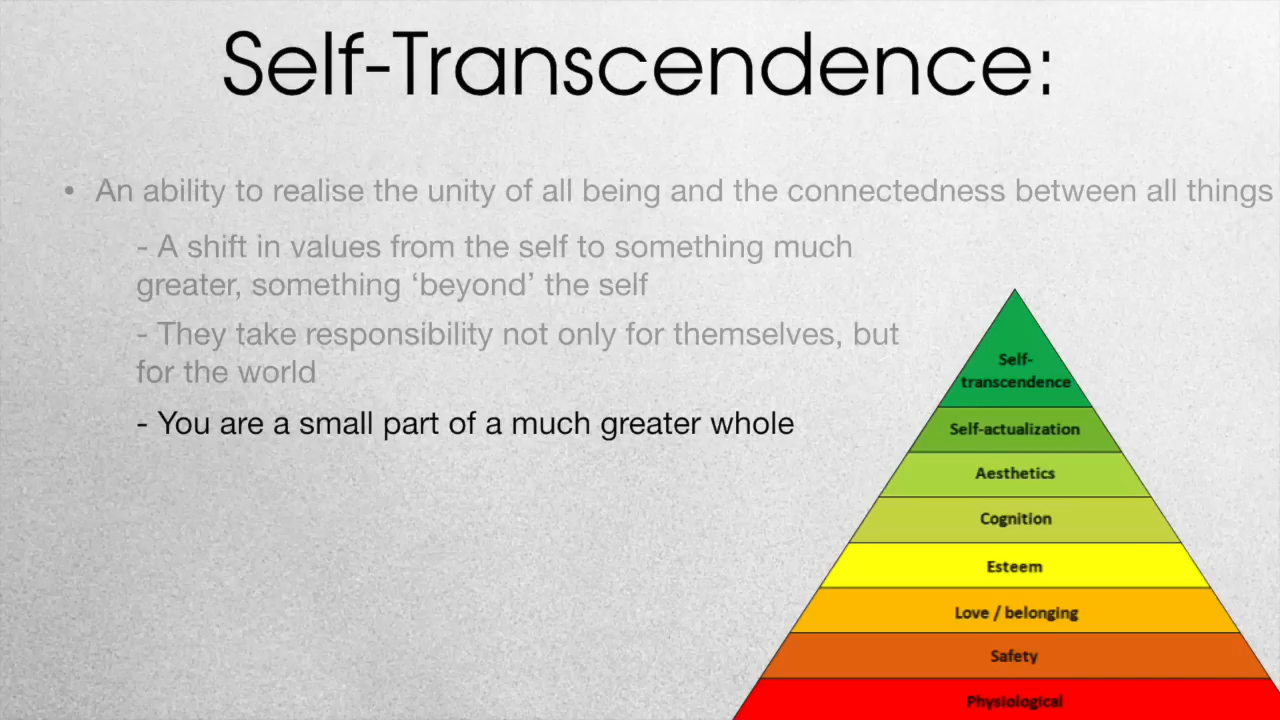 Self-Transcendence:
• An ability to realise the unity of all being and the connectedness between all things
- A shift in values from the self to something much
greater, something ‘beyond’ the self
- They take responsibility not only for themselves, but
for the world
- You are a small part of a much greater whole
Self-
transcendence
Self-actualization
Aesthetics
Cognition
Esteem
Love / belonging
Safety
Physiological